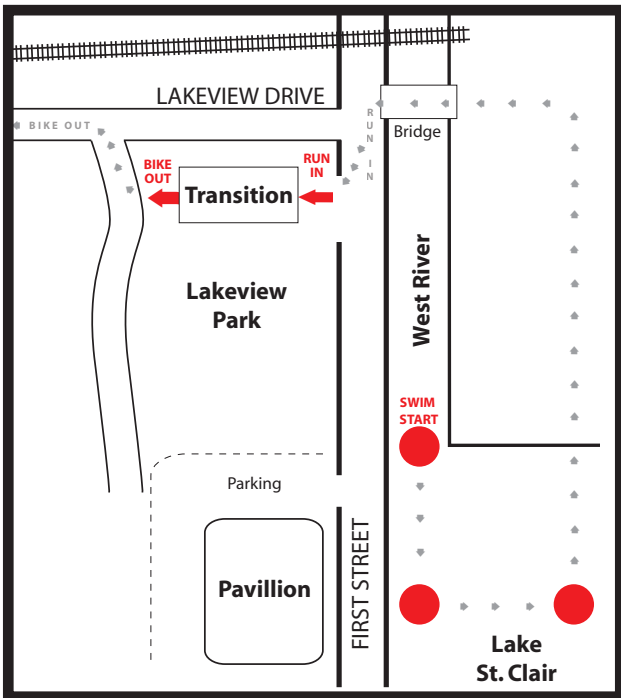 LAKEVIEW DRIVE
BIKE OUT
RUN IN
Bridge
BIKE
OUT
RUN
IN
Transition
Lakeview
Park
West River
SWIM
START
Parking
Pavillion
FIRST STREET
Lake
St. Clair